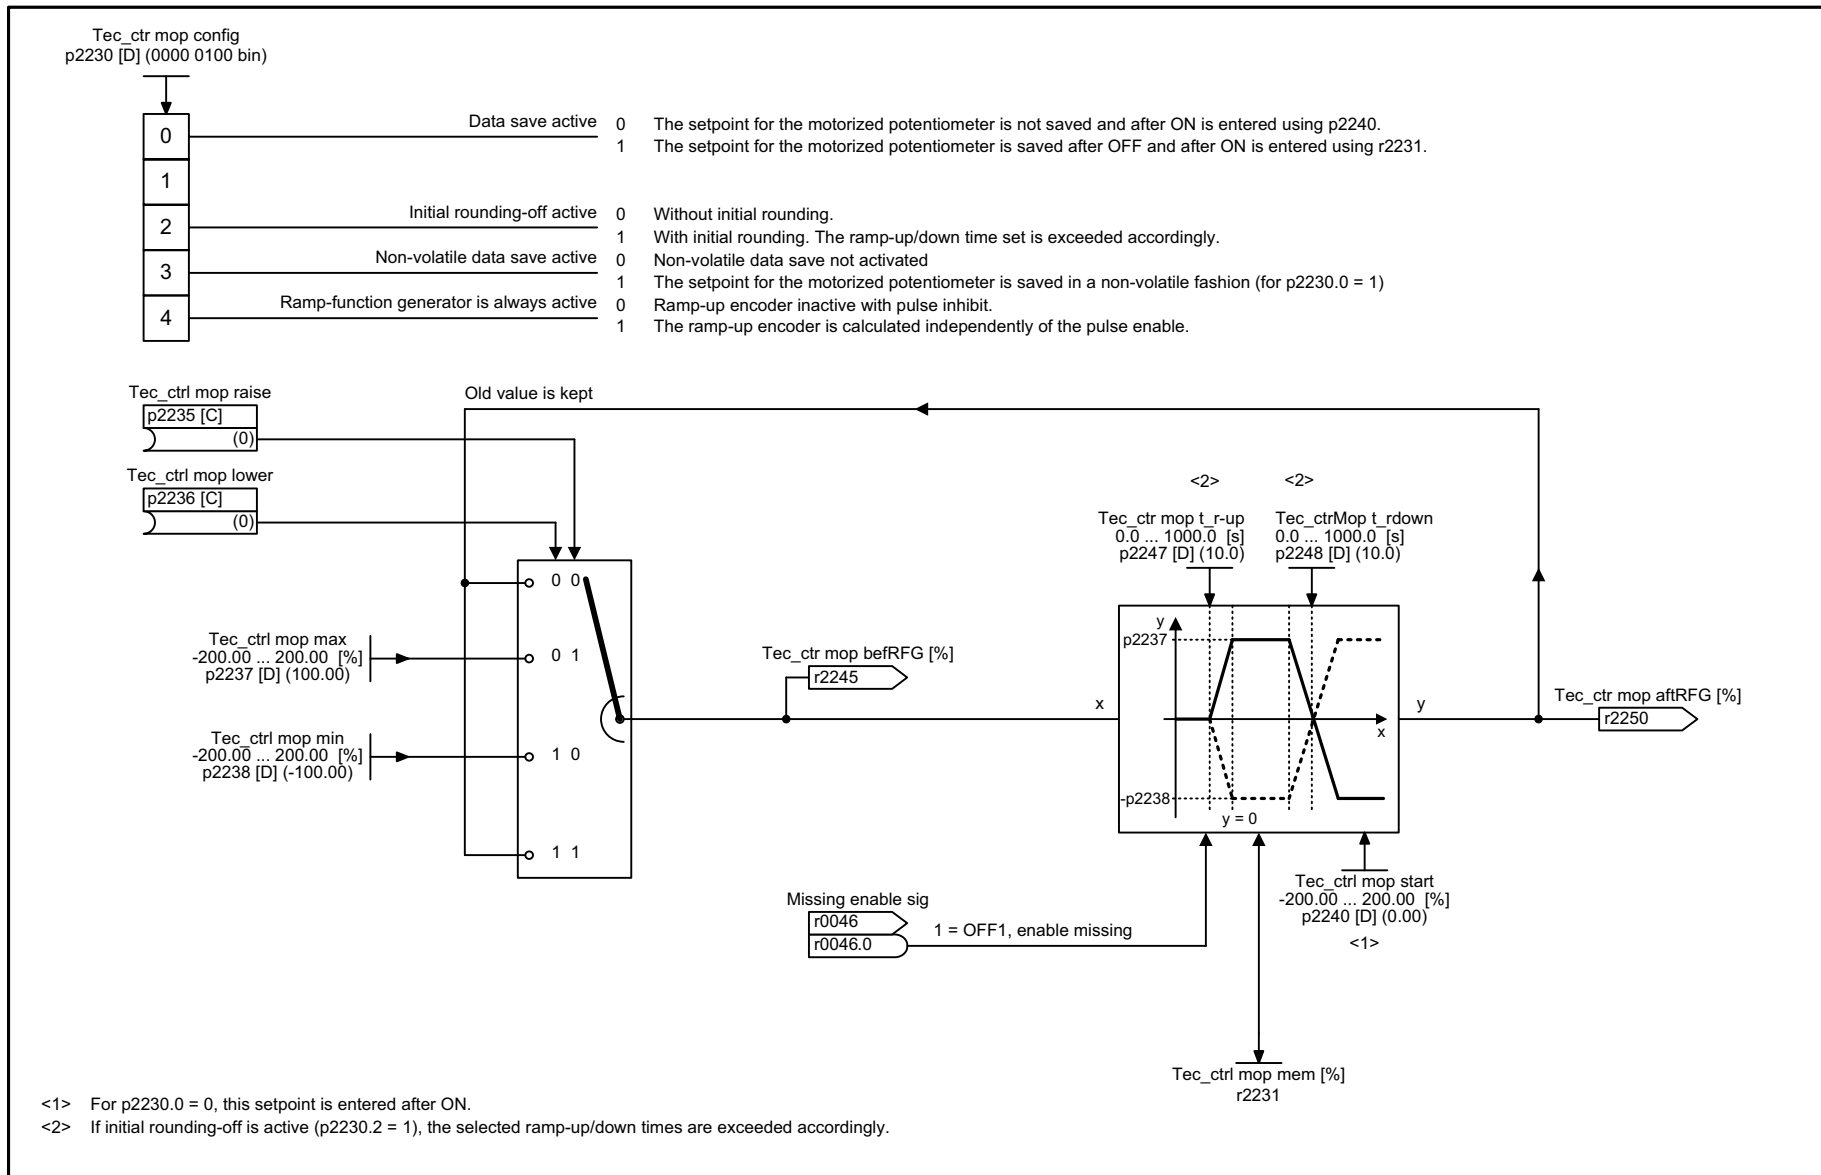 Tec_ctr mop config
p2230 [D] (0000 0100 bin)
0
1
2
3
4
Data save active
0 The setpoint for the motorized potentiometer is not saved and after ON is entered using p2240.
1 The setpoint for the motorized potentiometer is saved after OFF and after ON is entered using r2231.
Initial rounding-off active
0 Without initial rounding.
1 With initial rounding. The ramp-up/down time set is exceeded accordingly.
Non-volatile data save active
0 Non-volatile data save not activated
1 The setpoint for the motorized potentiometer is saved in a non-volatile fashion (for p2230.0 = 1)
Ramp-function generator is always active
0 Ramp-up encoder inactive with pulse inhibit.
1 The ramp-up encoder is calculated independently of the pulse enable.
Tec_ctrl mop raise
p2235 [C]
(0)
Tec_ctrl mop lower
p2236 [C]
(0)
Old value is kept
0 0
0 1
1 0
1 1
Tec_ctrl mop max
-200.00 ... 200.00 [%]
p2237 [D] (100.00)
Tec_ctrl mop min
-200.00 ... 200.00 [%]
p2238 [D] (-100.00)
Tec_ctr mop befRFG [%]
r2245
<2>
Tec_ctr mop t_r-up
0.0 ... 1000.0 [s]
p2247 [D] (10.0)
<2>
Tec_ctrMop t_rdown
0.0 ... 1000.0 [s]
p2248 [D] (10.0)
x
y
p2237
x
-p2238
y = 0
y
Tec_ctr mop aftRFG [%]
r2250
Missing enable sig
r0046
r0046.0
1 = OFF1, enable missing
Tec_ctrl mop start
-200.00 ... 200.00 [%]
p2240 [D] (0.00)
<1>
Tec_ctrl mop mem [%]
r2231
<1> For p2230.0 = 0, this setpoint is entered after ON.
<2> If initial rounding-off is active (p2230.2 = 1), the selected ramp-up/down times are exceeded accordingly.